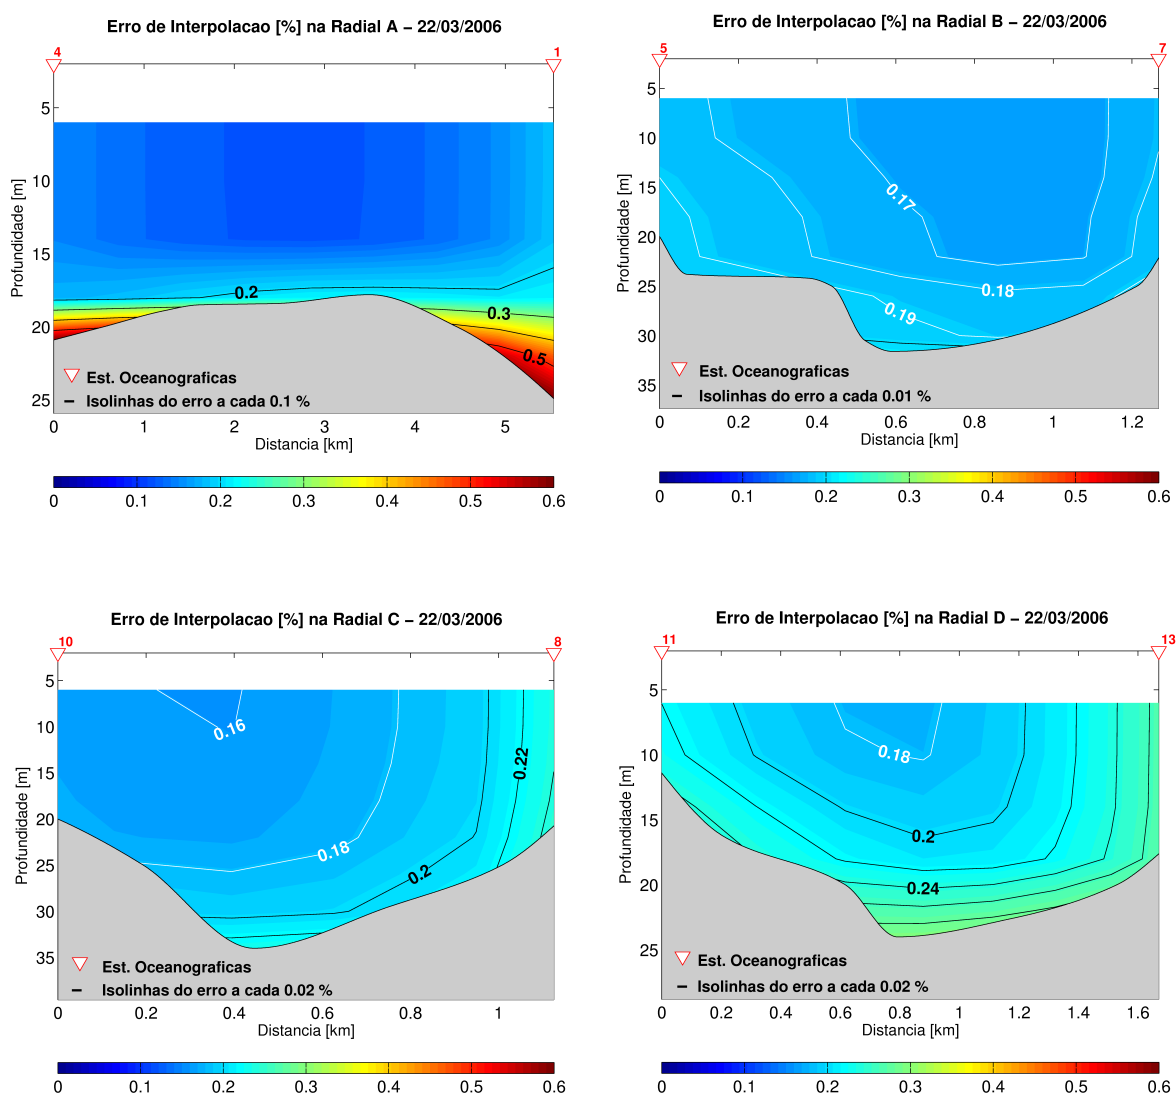 Erro de Interpolacao [%] na Radial A − 22/03/2006
4 1
5
10
15
20
25
Profundidade [m]
0.2
0.3
0.5
Est. Oceanograficas
Isolinhas do erro a cada 0.1 %
0 1 2 3 4 5
Distancia [km]
0 0.1 0.2 0.3 0.4 0.5 0.6
Erro de Interpolacao [%] na Radial B − 22/03/2006
5 7
5
10
15
20
25
30
35
Profundidade [m]
0.17
0.18
0.19
Est. Oceanograficas
Isolinhas do erro a cada 0.01 %
0 0.2 0.4 0.6 0.8 1 1.2
Distancia [km]
0 0.1 0.2 0.3 0.4 0.5 0.6
Erro de Interpolacao [%] na Radial C − 22/03/2006
10 8
5
10
15
20
25
30
35
Profundidade [m]
0.16
0.22
0.18
0.2
Est. Oceanograficas
Isolinhas do erro a cada 0.02 %
0 0.2 0.4 0.6 0.8 1
Distancia [km]
0 0.1 0.2 0.3 0.4 0.5 0.6
Erro de Interpolacao [%] na Radial D − 22/03/2006
11 13
5
10
15
20
25
Profundidade [m]
0.18
0.2
0.24
Est. Oceanograficas
Isolinhas do erro a cada 0.02 %
0 0.2 0.4 0.6 0.8 1 1.2 1.4 1.6
Distancia [km]
0 0.1 0.2 0.3 0.4 0.5 0.6